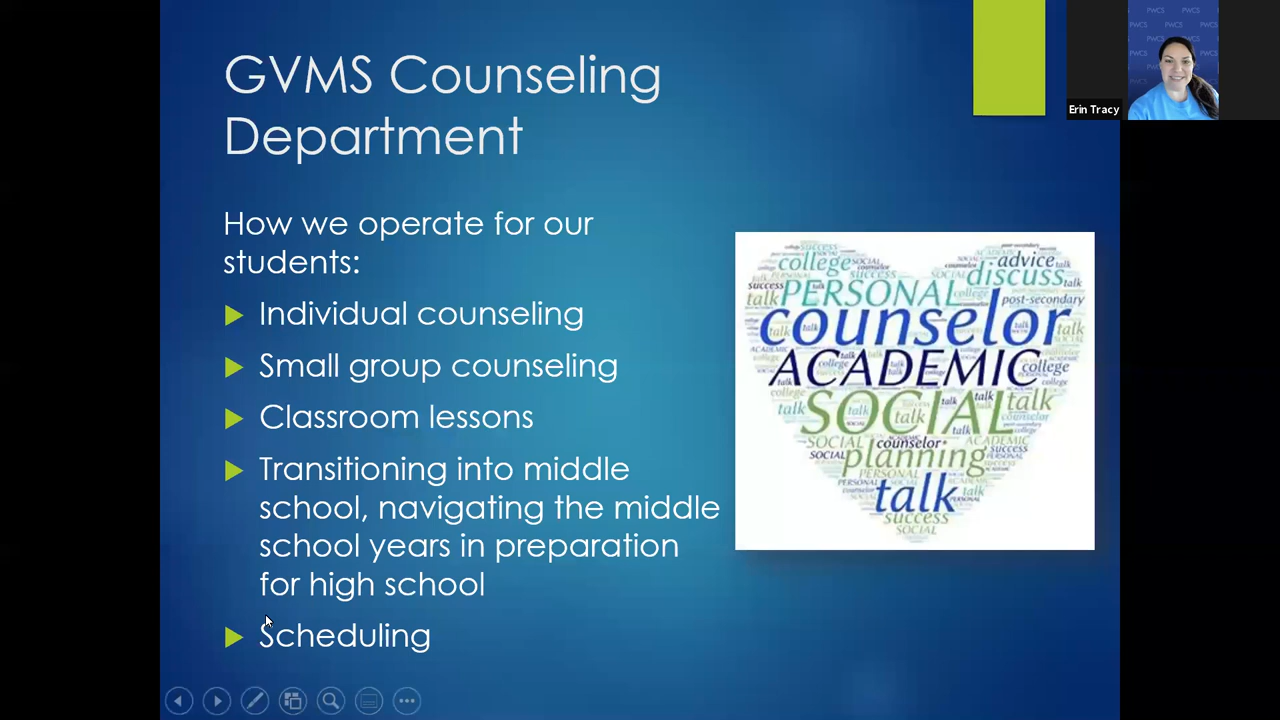 GVMS Counseling
Department
How we operate for our
students:
Individual counseling
Small group counseling
Classroom lessons
Transitioning into middle
school, navigating the middle
school years in preparation
for high school
Scheduling
college
advice
discuss
talk
success
talk
PERSONAL
college
post-secondary
counselor
talk
ACADEMIC
college
college
talk
SOCIAL
talk
talk
talk
SOCIAL
counselor
ACADEMIC
SOCIAL
planning
success
PERSONAL
talk
success
SOCIAL
Erin Tracy
PWCS